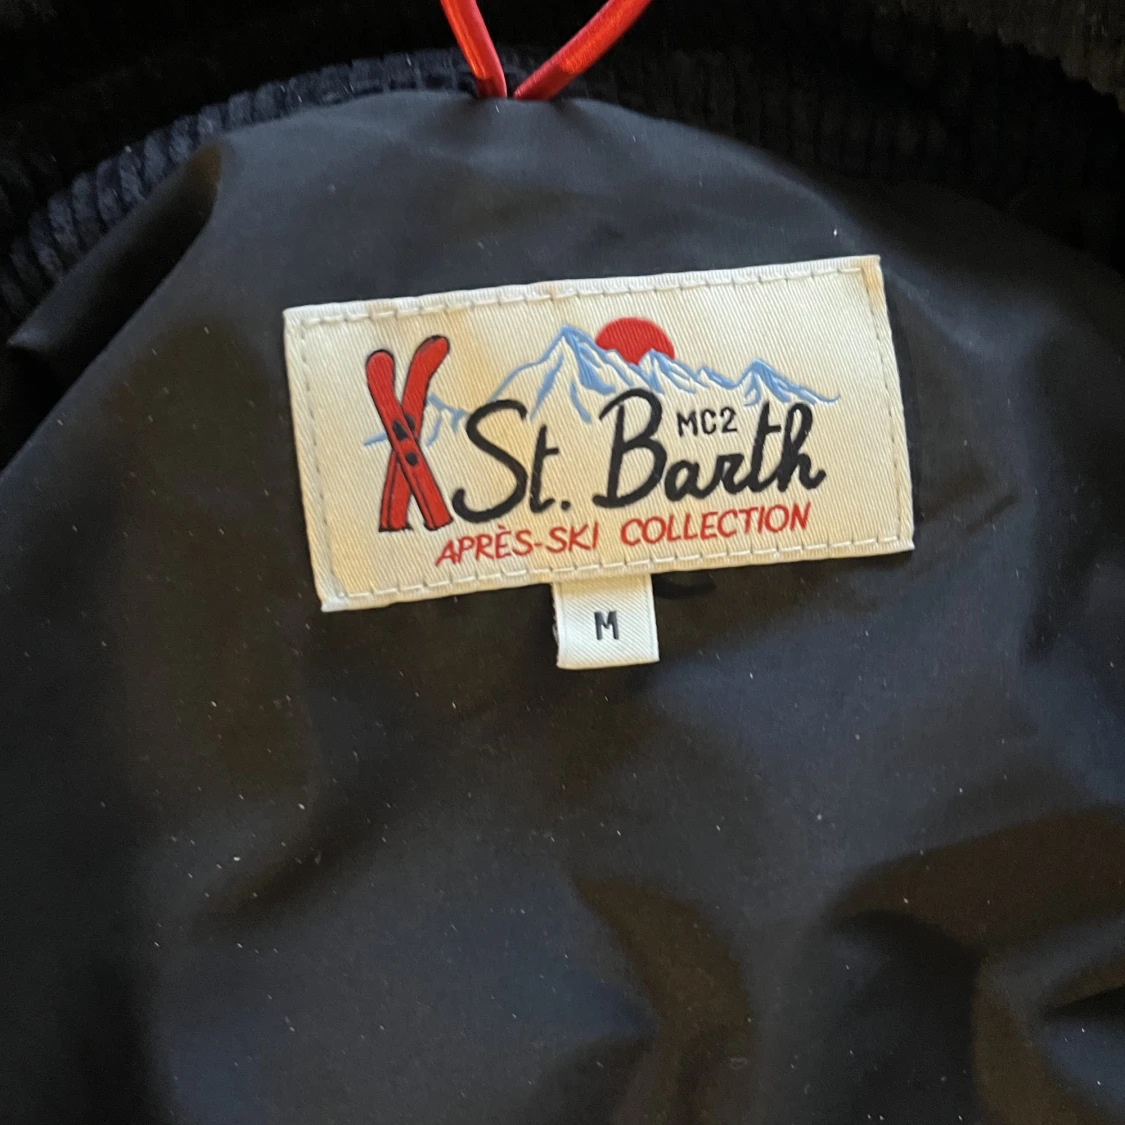 MC2
St. Barth
APRÈS-SKI COLLECTION
M